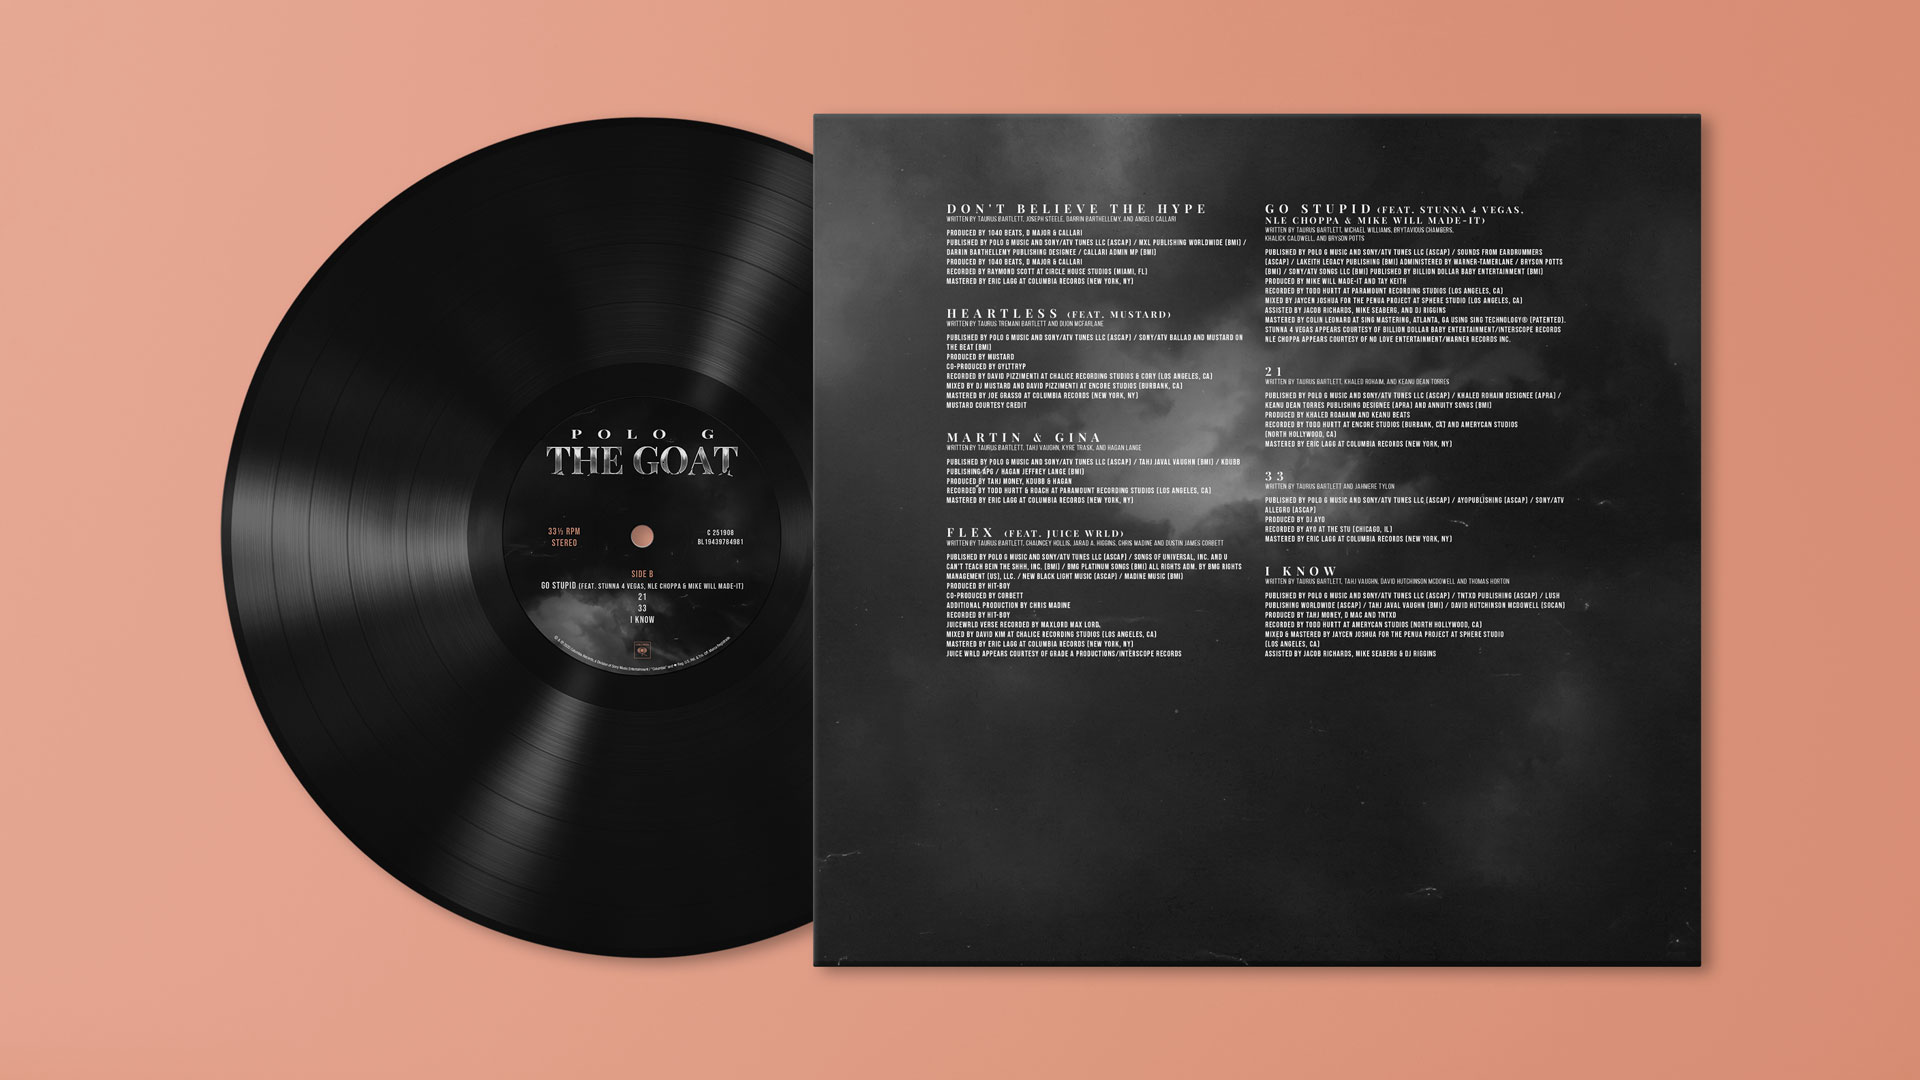 POLO G
THE GOAT
33⅓ RPM
STEREO
C 251908
BL19439784981
SIDE B
GO STUPID (FEAT. STUNNA 4 VEGAS, NLE CHOPPA & MIKE WILL MADE-IT)
21
33
I KNOW
DON'T BELIEVE THE HYPE
WRITTEN BY TAURUS BARTLETT, JOSEPH STEELE, DARRIN BARTHELLEMY, AND ANGELO CALLARI
PRODUCED BY 1040 BEATS, D MAJOR & CALLARI
PUBLISHED BY POLO G MUSIC AND SONY/ATV TUNES LLC (ASCAP) / MXL PUBLISHING WORLDWIDE (BMI) /
DARRIN BARTHELLEMY PUBLISHING DESIGNEE / CALLARI ADMIN MP (BMI)
PRODUCED BY 1040 BEATS, D MAJOR & CALLARI
RECORDED BY RAYMOND SCOTT AT CIRCLE HOUSE STUDIOS (MIAMI, FL)
MASTERED BY ERIC LAGG AT COLUMBIA RECORDS (NEW YORK, NY)
HEARTLESS (FEAT. MUSTARD)
WRITTEN BY TAURUS TREMANI BARTLETT AND DIJON MCFARLANE
PUBLISHED BY POLO G MUSIC AND SONY/ATV TUNES LLC (ASCAP) / SONY/ATV BALLAD AND MUSTARD ON
THE BEAT (BMI)
PRODUCED BY MUSTARD
CO-PRODUCED BY GYLTTRYP
RECORDED BY DAVID PIZZIMENTI AT CHALICE RECORDING STUDIOS & CORY (LOS ANGELES, CA)
MIXED BY DJ MUSTARD AND DAVID PIZZIMENTI AT ENCORE STUDIOS (BURBANK, CA)
MASTERED BY JOE GRASSO AT COLUMBIA RECORDS (NEW YORK, NY)
MUSTARD COURTESY CREDIT
MARTIN & GINA
WRITTEN BY TAURUS BARTLETT, TAHJ VAUGHN, KYRE TRASK, AND HAGAN LANGE
PUBLISHED BY POLO G MUSIC AND SONY/ATV TUNES LLC (ASCAP) / TAHJ JAVAL VAUGHN (BMI) / KDUBB
PUBLISHING/APG / HAGAN JEFFREY LANGE (BMI)
PRODUCED BY TAHJ MONEY, KDUBB & HAGAN
RECORDED BY TODD HURTT & ROACH AT PARAMOUNT RECORDING STUDIOS (LOS ANGELES, CA)
MASTERED BY ERIC LAGG AT COLUMBIA RECORDS (NEW YORK, NY)
FLEX (FEAT. JUICE WRLD)
WRITTEN BY TAURUS BARTLETT, CHAUNCEY HOLLIS, JARAD A. HIGGINS, CHRIS MADINE AND DUSTIN JAMES CORBETT
PUBLISHED BY POLO G MUSIC AND SONY/ATV TUNES LLC (ASCAP) / SONGS OF UNIVERSAL, INC. AND U
CAN'T TEACH BEIN THE SHHH, INC. (BMI) / BMG PLATINUM SONGS (BMI) ALL RIGHTS ADM. BY BMG RIGHTS
MANAGEMENT (US), LLC. / NEW BLACK LIGHT MUSIC (ASCAP) / MADINE MUSIC (BMI)
PRODUCED BY HIT-BOY
CO-PRODUCED BY CORBETT
ADDITIONAL PRODUCTION BY CHRIS MADINE
RECORDED BY HIT-BOY
JUICEWRLD VERSE RECORDED BY MAXLORD MAX LORD,
MIXED BY DAVID KIM AT CHALICE RECORDING STUDIOS (LOS ANGELES, CA)
MASTERED BY ERIC LAGG AT COLUMBIA RECORDS (NEW YORK, NY)
JUICE WRLD APPEARS COURTESY OF GRADE A PRODUCTIONS/INTERSCOPE RECORDS
GO STUPID (FEAT. STUNNA 4 VEGAS,
NLE CHOPPA & MIKE WILL MADE-IT)
WRITTEN BY TAURUS BARTLETT, MICHAEL WILLIAMS, BRYTAVIOUS CHAMBERS,
KHALICK CALDWELL, AND BRYSON POTTS
PUBLISHED BY POLO G MUSIC AND SONY/ATV TUNES LLC (ASCAP) / SOUNDS FROM EARDRUMMERS
(ASCAP) / LAKEITH LEGACY PUBLISHING (BMI) ADMINISTERED BY WARNER-TAMERLANE / BRYSON POTTS
(BMI) / SONY/ATV SONGS LLC (BMI) PUBLISHED BY BILLION DOLLAR BABY ENTERTAINMENT (BMI)
PRODUCED BY MIKE WILL MADE-IT AND TAY KEITH
RECORDED BY TODD HURTT AT PARAMOUNT RECORDING STUDIOS (LOS ANGELES, CA)
MIXED BY JAYCEN JOSHUA FOR THE PENUA PROJECT AT SPHERE STUDIO (LOS ANGELES, CA)
ASSISTED BY JACOB RICHARDS, MIKE SEABERG, AND DJ RIGGINS
MASTERED BY COLIN LEONARD AT SING MASTERING, ATLANTA, GA USING SING TECHNOLOGY® (PATENTED).
STUNNA 4 VEGAS APPEARS COURTESY OF BILLION DOLLAR BABY ENTERTAINMENT/INTERSCOPE RECORDS
NLE CHOPPA APPEARS COURTESY OF NO LOVE ENTERTAINMENT/WARNER RECORDS INC.
21
WRITTEN BY TAURUS BARTLETT, KHALED ROHAIM, AND KEANU DEAN TORRES
PUBLISHED BY POLO G MUSIC AND SONY/ATV TUNES LLC (ASCAP) / KHALED ROHAIM DESIGNEE (APRA) /
KEANU DEAN TORRES PUBLISHING DESIGNEE (APRA) AND ANNUITY SONGS (BMI)
PRODUCED BY KHALED ROAHAIM AND KEANU BEATS
RECORDED BY TODD HURTT AT ENCORE STUDIOS (BURBANK, CA) AND AMERYCAN STUDIOS
(NORTH HOLLYWOOD, CA)
MASTERED BY ERIC LAGG AT COLUMBIA RECORDS (NEW YORK, NY)
33
WRITTEN BY TAURUS BARTLETT AND JAHMERE TYLON
PUBLISHED BY POLO G MUSIC AND SONY/ATV TUNES LLC (ASCAP) / AYOPUBLISHING (ASCAP) / SONY/ATV
ALLEGRO (ASCAP)
PRODUCED BY DJ AYO
RECORDED BY AYO AT THE STU (CHICAGO, IL)
MASTERED BY ERIC LAGG AT COLUMBIA RECORDS (NEW YORK, NY)
I KNOW
WRITTEN BY TAURUS BARTLETT, TAHJ VAUGHN, DAVID HUTCHINSON MCDOWELL AND THOMAS HORTON
PUBLISHED BY POLO G MUSIC AND SONY/ATV TUNES LLC (ASCAP) / TNTXD PUBLISHING (ASCAP) / LUSH
PUBLISHING WORLDWIDE (ASCAP) / TAHJ JAVAL VAUGHN (BMI) / DAVID HUTCHINSON MCDOWELL (SOCAN)
PRODUCED BY TAHJ MONEY, D MAC AND TNTXD
RECORDED BY TODD HURTT AT AMERYCAN STUDIOS (NORTH HOLLYWOOD, CA)
MIXED & MASTERED BY JAYCEN JOSHUA FOR THE PENUA PROJECT AT SPHERE STUDIO
(LOS ANGELES, CA)
ASSISTED BY JACOB RICHARDS, MIKE SEABERG & DJ RIGGINS